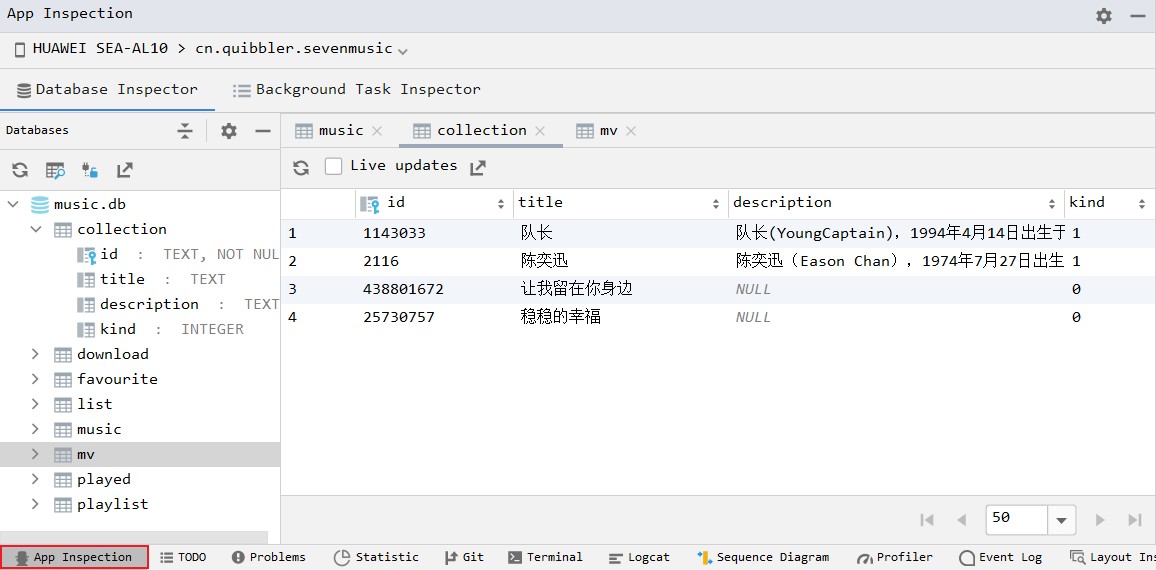 App Inspection
HUAWEI SEA-AL10 > cn.quibbler.sevenmusic
Database Inspector Background Task Inspector
Databases
music collection mv
Live updates
music.db
collection
id : TEXT, NOT NUL
title : TEXT
description : TEXT
kind : INTEGER
download
favourite
list
music
mv
played
playlist
id title description kind
1 1143033 队长 队长(YoungCaptain), 1994年4月14日出生于 1
2 2116 陈奕迅 陈奕迅（Eason Chan），1974年7月27日出生 1
3 438801672 让我留在你身边 NULL 0
4 25730757 稳稳的幸福 NULL 0
50
App Inspection TODO Problems Statistic Git Terminal Logcat Sequence Diagram Profiler Event Log Layout Ins